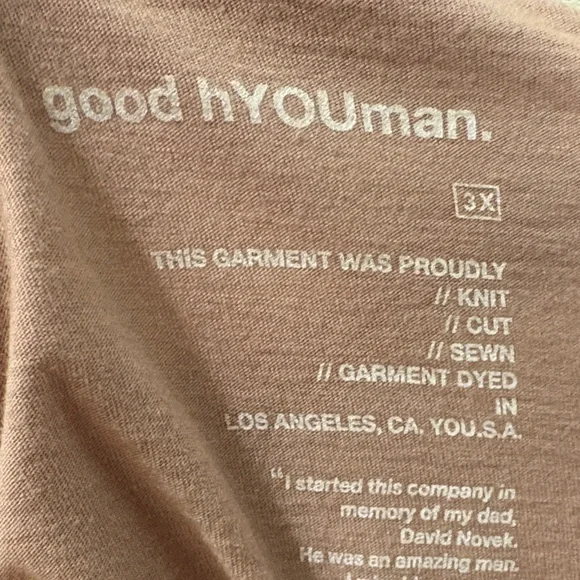 good hYOUman.
3X
THIS GARMENT WAS PROUDLY
// KNIT
// CUT
// SEWN
// GARMENT DYED
IN
LOS ANGELES, CA. YOU.S.A.
"I started this company in
memory of my dad,
David Novek.
He was an amazing man.